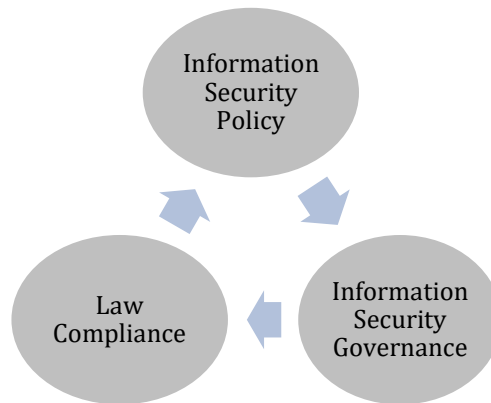 Information
Security
Policy
Law
Compliance
Information
Security
Governance